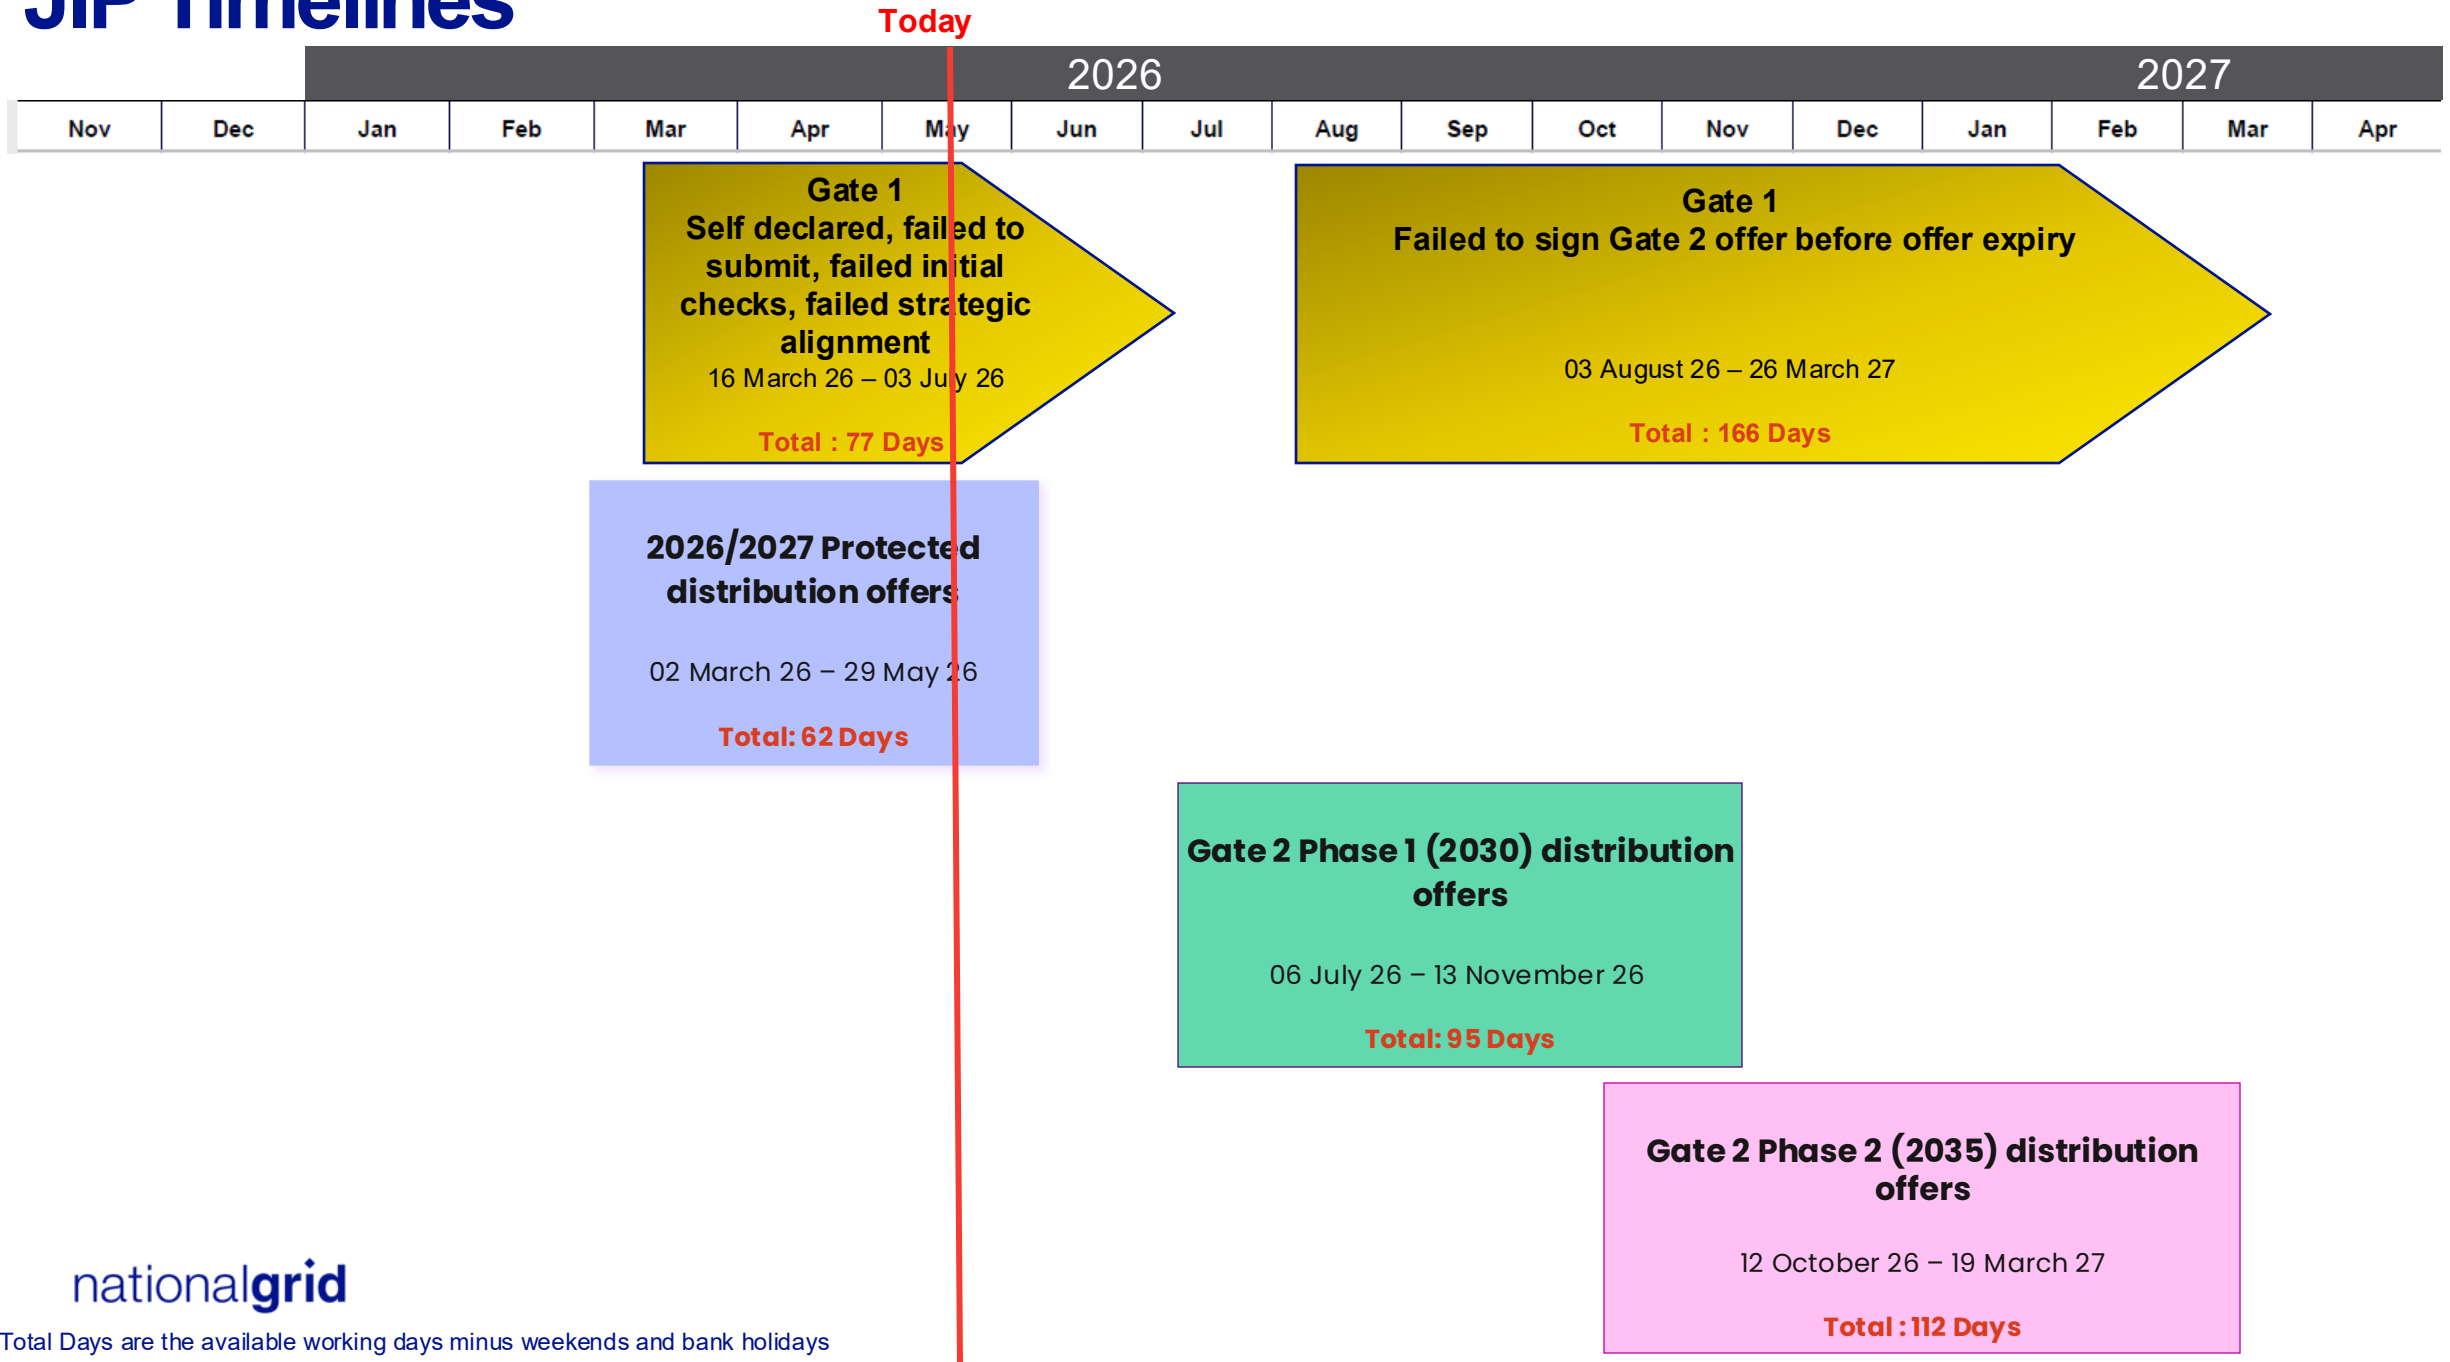 JIP Timelines
Today
2026
2027
Nov Dec Jan Feb Mar Apr May Jun Jul Aug Sep Oct Nov Dec Jan Feb Mar Apr
Gate 1
Self declared, failed to
submit, failed initial
checks, failed strategic
alignment
16 March 26 – 03 July 26
Total : 77 Days
Gate 1
Failed to sign Gate 2 offer before offer expiry
03 August 26 – 26 March 27
Total : 166 Days
2026/2027 Protected
distribution offers
02 March 26 – 29 May 26
Total: 62 Days
Gate 2 Phase 1 (2030) distribution
offers
06 July 26 – 13 November 26
Total: 95 Days
Gate 2 Phase 2 (2035) distribution
offers
12 October 26 – 19 March 27
Total : 112 Days
nationalgrid
Total Days are the available working days minus weekends and bank holidays